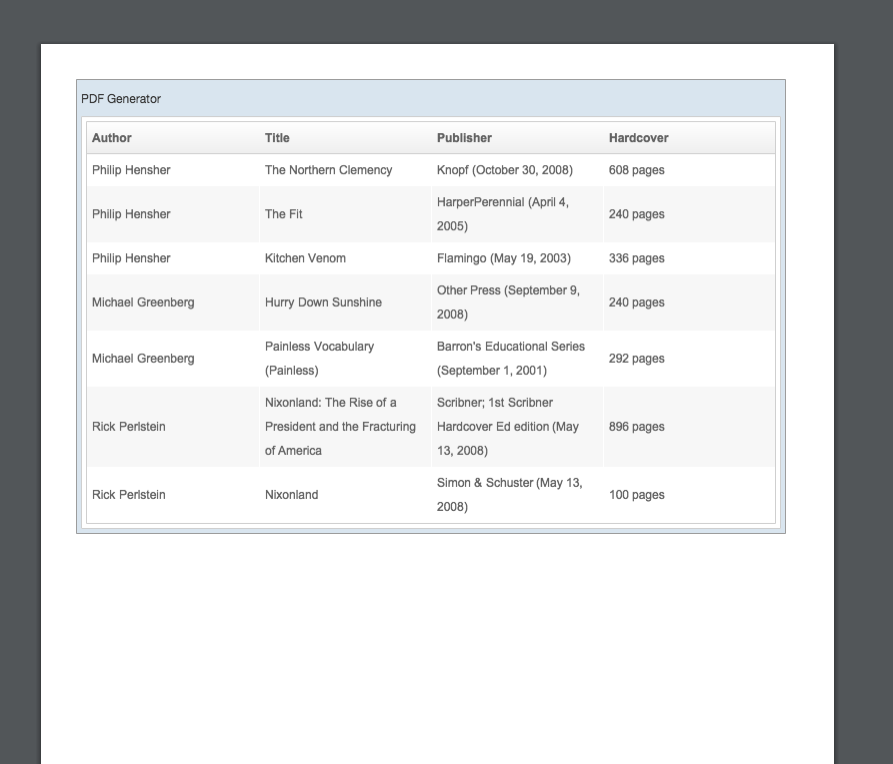 PDF Generator
Author Title Publisher Hardcover
Philip Hensher The Northern Clemency Knopf (October 30, 2008) 608 pages
Philip Hensher The Fit HarperPerennial (April 4,
2005) 240 pages
Philip Hensher Kitchen Venom Flamingo (May 19, 2003) 336 pages
Michael Greenberg Hurry Down Sunshine Other Press (September 9,
2008) 240 pages
Michael Greenberg Painless Vocabulary
(Painless) Barron's Educational Series
(September 1, 2001) 292 pages
Rick Perlstein Nixonland: The Rise of a
President and the Fracturing
of America Scribner; 1st Scribner
Hardcover Ed edition (May
13, 2008) 896 pages
Rick Perlstein Nixonland Simon & Schuster (May 13,
2008) 100 pages